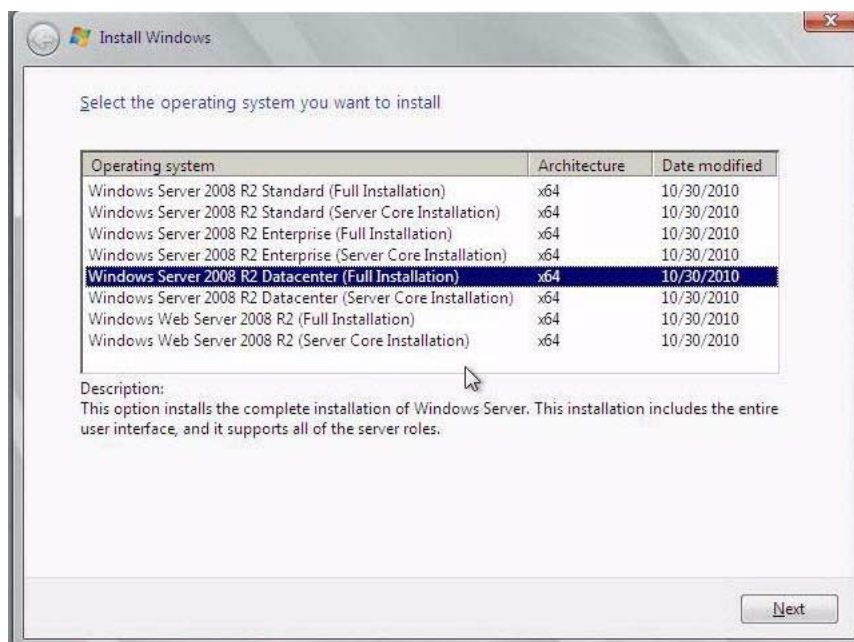 Install Windows
Select the operating system you want to install
Operating system Architecture Date modified
Windows Server 2008 R2 Standard (Full Installation) x64 10/30/2010
Windows Server 2008 R2 Standard (Server Core Installation) x64 10/30/2010
Windows Server 2008 R2 Enterprise (Full Installation) x64 10/30/2010
Windows Server 2008 R2 Enterprise (Server Core Installation) x64 10/30/2010
Windows Server 2008 R2 Datacenter (Full Installation) x64 10/30/2010
Windows Server 2008 R2 Datacenter (Server Core Installation) x64 10/30/2010
Windows Web Server 2008 R2 (Full Installation) x64 10/30/2010
Windows Web Server 2008 R2 (Server Core Installation) x64 10/30/2010
Description:
This option installs the complete installation of Windows Server. This installation includes the entire
user interface, and it supports all of the server roles.
Next